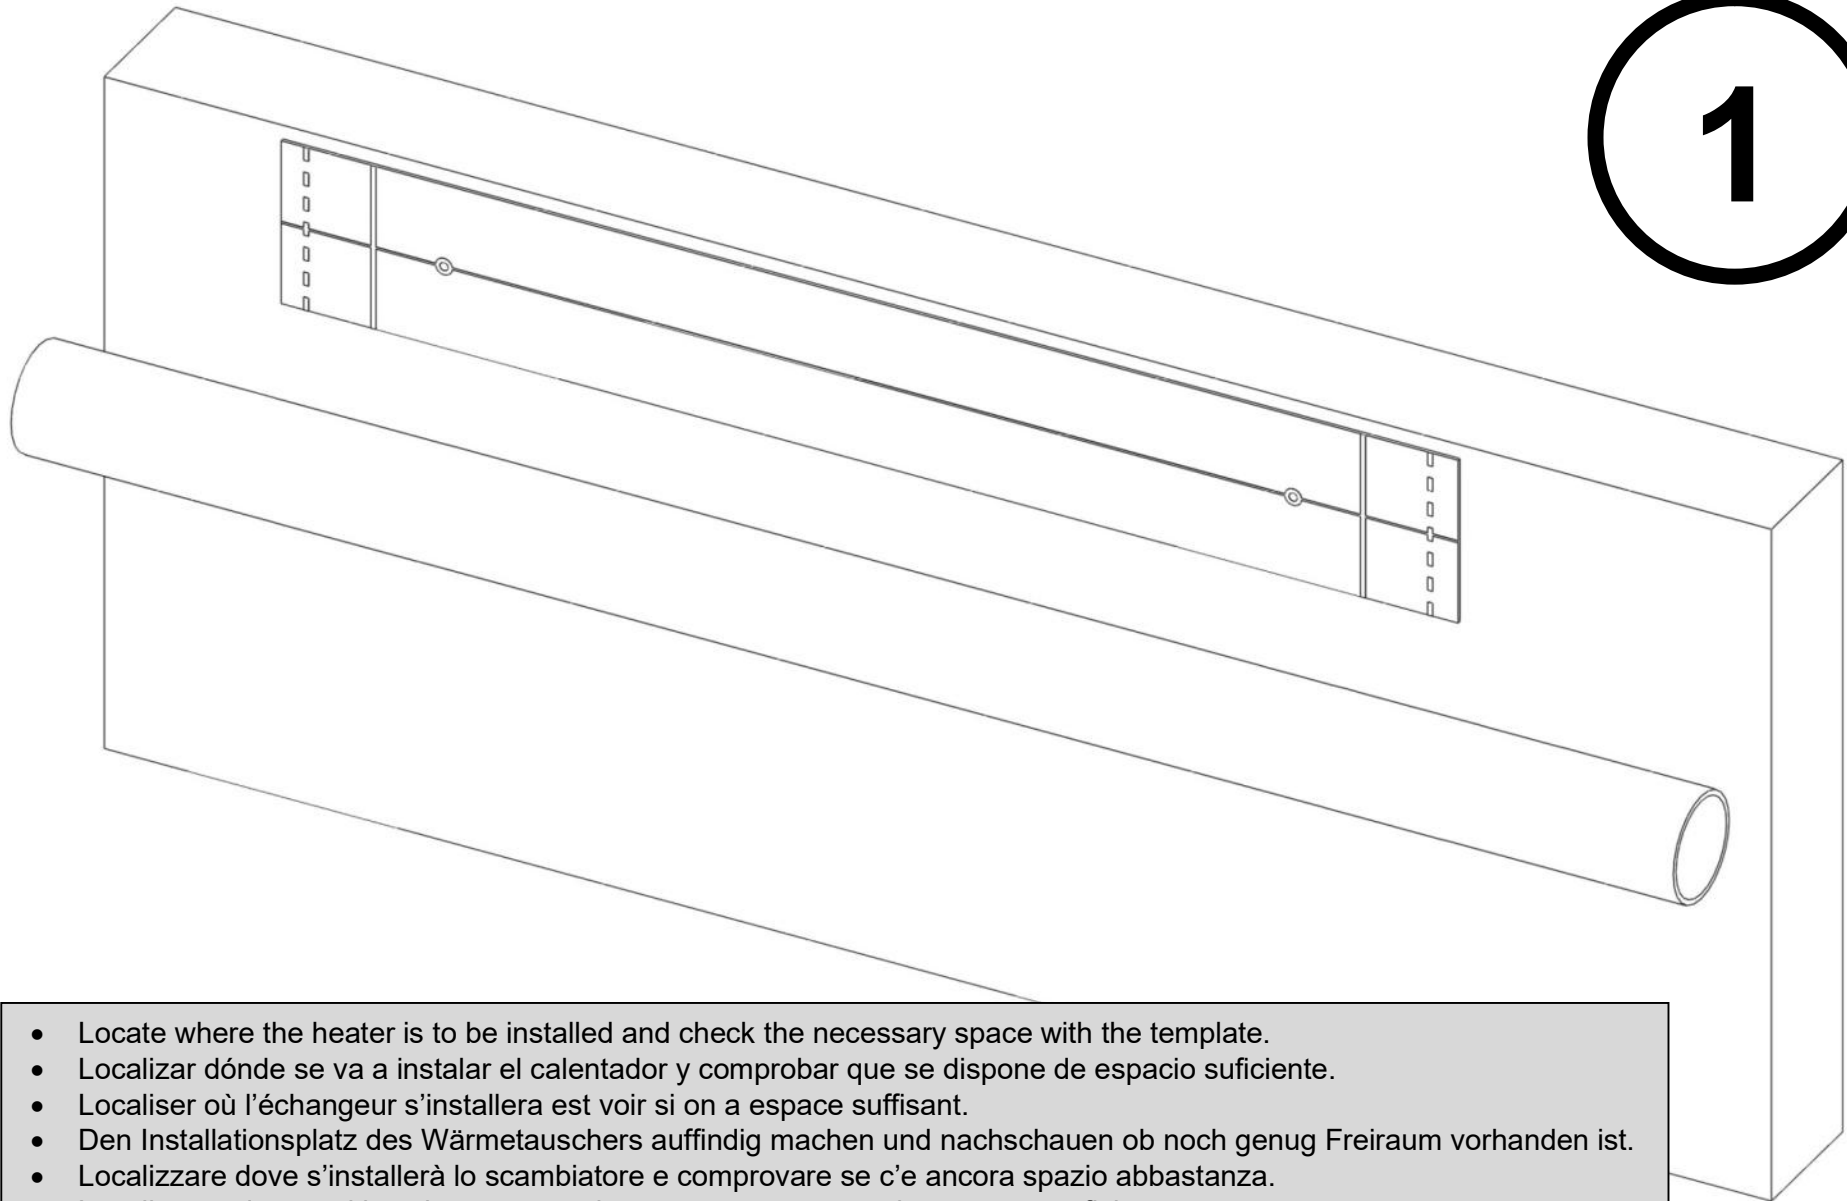 1
• Locate where the heater is to be installed and check the necessary space with the template.
• Localizar dónde se va a instalar el calentador y comprobar que se dispone de espacio suficiente.
• Localiser où l’échangeur s’installera est voir si on a espace suffisant.
• Den Installationsplatz des Wärmetauschers auffindig machen und nachschauen ob noch genug Freiraum vorhanden ist.
• Localizzare dove s’installerà lo scambiatore e comprovare se c’e ancora spazio abbastanza.